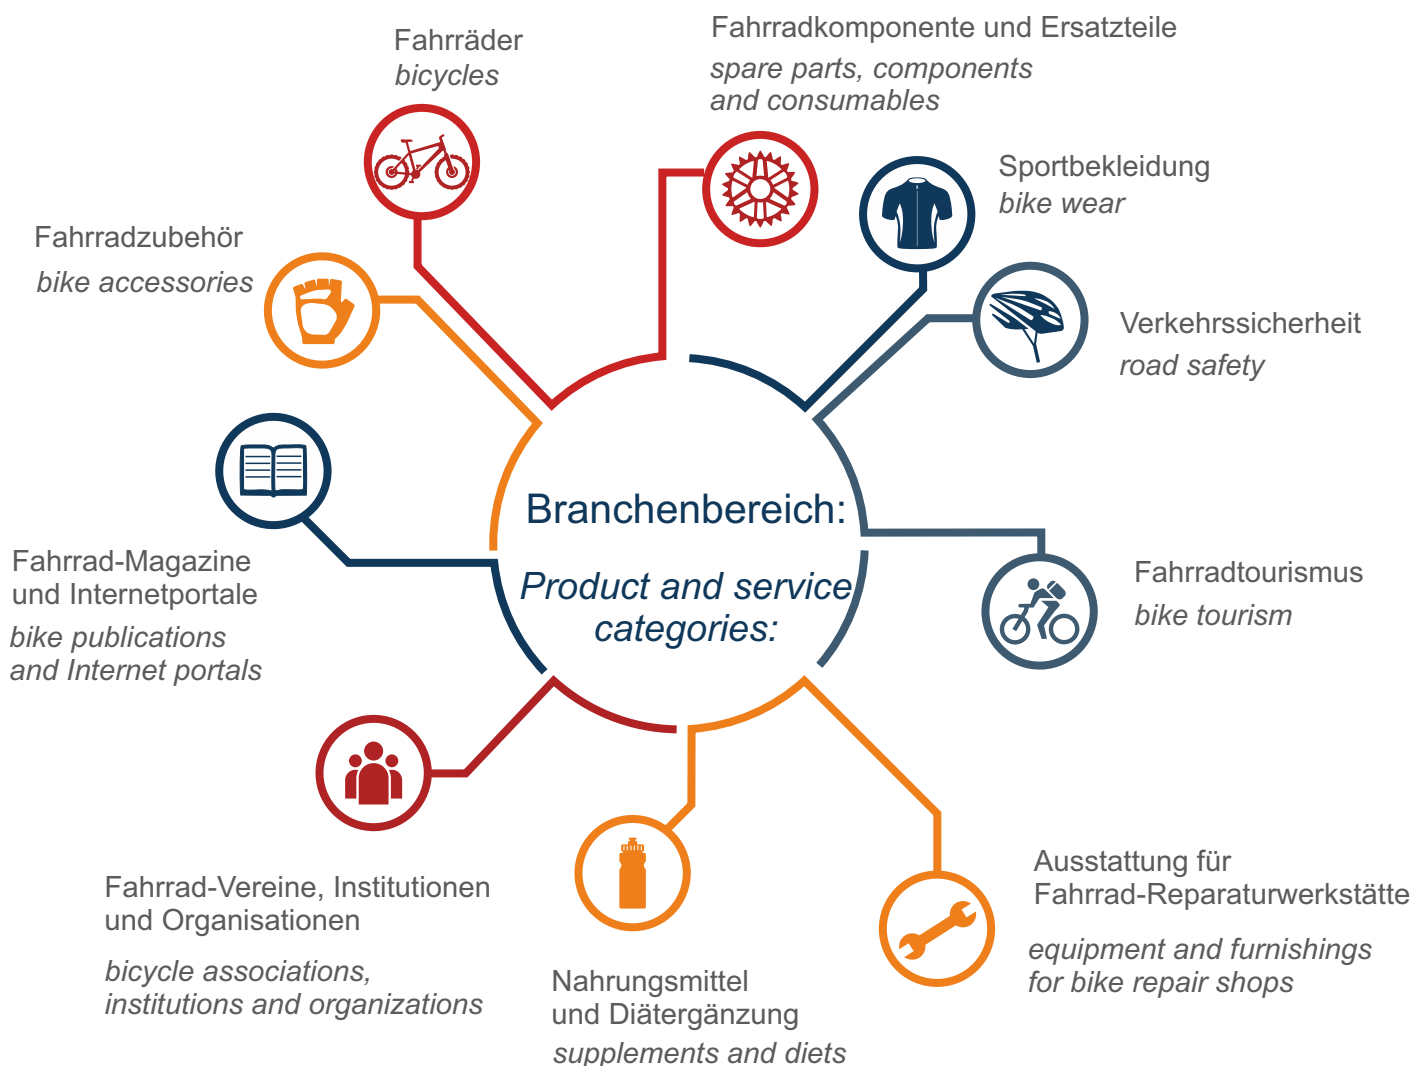 Fahrräder
bicycles
Fahrradkomponente und Ersatzteile
spare parts, components
and consumables
Sportbekleidung
bike wear
Fahrradzubehör
bike accessories
Verkehrssicherheit
road safety
Branchenbereich:
Product and service
categories:
Fahrrad-Magazine
und Internetportale
bike publications
and Internet portals
Fahrradtourismus
bike tourism
Fahrrad-Vereine, Institutionen
und Organisationen
bicycle associations,
institutions and organizations
Nahrungsmittel
und Diätergänzung
supplements and diets
Ausstattung für
Fahrrad-Reparaturwerkstätte
equipment and furnishings
for bike repair shops